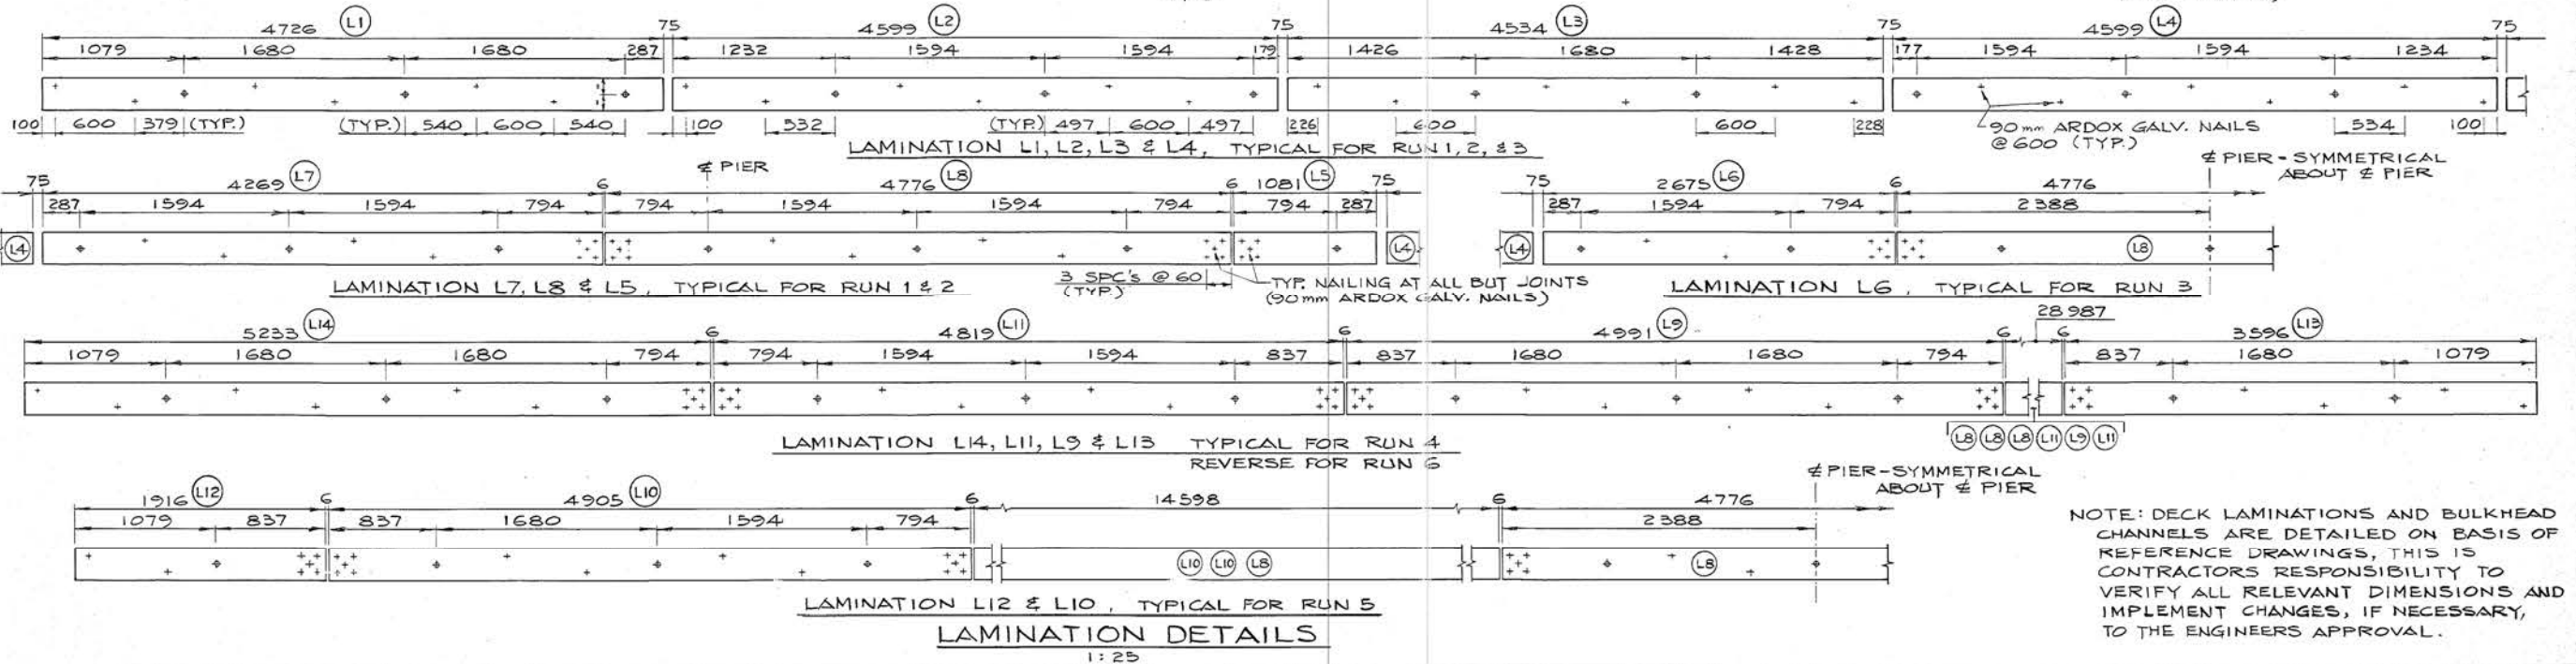 4726 L1 75 4599 L2 75 4534 L3 75 4599 L4 75
1079 1680 1680 287 1232 1594 1594 179 1426 1680 1428 177 1594 1594 1234
100 600 379 (TYP.) (TYP.) 540 600 540 100 532 (TYP.) 497 600 497 226 600 600 228 534 100
90mm ARDOX GALV. NAILS
@ 600 (TYP.)
LAMINATION L1, L2, L3 & L4, TYPICAL FOR RUN 1, 2, & 3
℄ PIER
℄ PIER - SYMMETRICAL
ABOUT ℄ PIER
75 4269 L7 6 4776 L8 6 1081 L5 75 75 2675 L6 6 4776
287 1594 1594 794 794 1594 1594 794 794 287 287 1594 794 2388
L4 L4 L4 L8
3 SPC'S @ 60
(TYP.)
TYP. NAILING AT ALL BUT JOINTS
(90mm ARDOX GALV. NAILS)
LAMINATION L7, L8 & L5, TYPICAL FOR RUN 1 & 2
LAMINATION L6, TYPICAL FOR RUN 3
5233 L14 6 4819 L11 6 4991 L9 6 28 987 6 3596 L13
1079 1680 1680 794 794 1594 1594 837 837 1680 1680 794 837 1680 1079
L8 L8 L8 L11 L9 L11
LAMINATION L14, L11, L9 & L13 TYPICAL FOR RUN 4
REVERSE FOR RUN 6
℄ PIER-SYMMETRICAL
ABOUT ℄ PIER
1916 L12 6 4905 L10 6 14598 6 4776
1079 837 837 1680 1594 794 2388
L10 L10 L8 L8
LAMINATION L12 & L10, TYPICAL FOR RUN 5
LAMINATION DETAILS
1:25
NOTE: DECK LAMINATIONS AND BULKHEAD
CHANNELS ARE DETAILED ON BASIS OF
REFERENCE DRAWINGS, THIS IS
CONTRACTORS RESPONSIBILITY TO
VERIFY ALL RELEVANT DIMENSIONS AND
IMPLEMENT CHANGES, IF NECESSARY,
TO THE ENGINEERS APPROVAL.